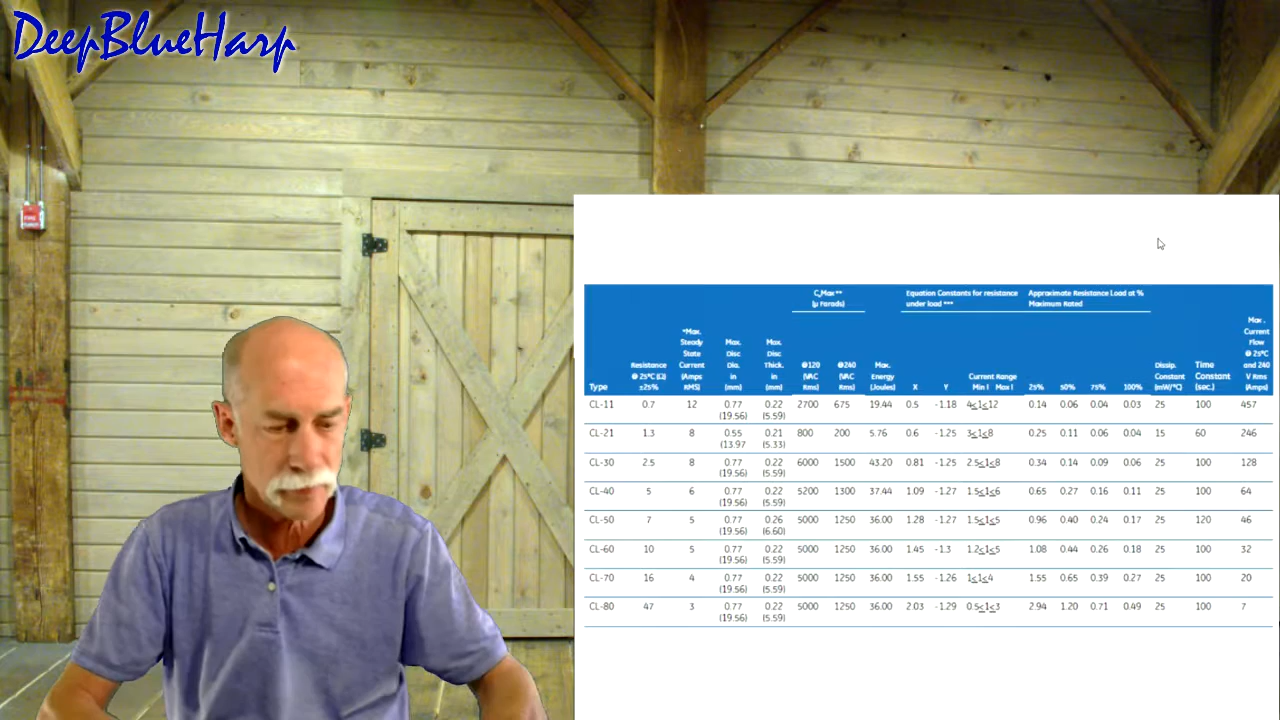 DeepBlueHarp
C Max **
(µ Farads)
Equation Constants for resistance
under load ***
Approximate Resistance Load at %
Maximum Rated
Type
Resistance
@ 25°C (Ω)
±25%
*Max.
Steady
State
Current
(Amps
RMS)
Max.
Disc
Dia.
in
(mm)
Max.
Disc
Thick.
in
(mm)
@120
(VAC
Rms)
@240
(VAC
Rms)
Max.
Energy
(Joules)
X
Y
Current Range
Min I Max I
25%
50%
75%
100%
Dissip.
Constant
(mW/°C)
Time
Constant
(sec.)
Max.
Current
Flow
@ 25°C
and 240
V Rms
(Amps)
CL-11 0.7 12 0.77 0.22 2700 675 19.44 0.5 -1.18 4≤1≤12 0.14 0.06 0.04 0.03 25 100 457
(19.56) (5.59)
CL-21 1.3 8 0.55 0.21 800 200 5.76 0.6 -1.25 3≤1≤8 0.25 0.11 0.06 0.04 15 60 246
(13.97 (5.33)
CL-30 2.5 8 0.77 0.22 6000 1500 43.20 0.81 -1.25 2.5≤1≤8 0.34 0.14 0.09 0.06 25 100 128
(19.56) (5.59)
CL-40 5 6 0.77 0.22 5200 1300 37.44 1.09 -1.27 1.5≤1≤6 0.65 0.27 0.16 0.11 25 100 64
(19.56) (5.59)
CL-50 7 5 0.77 0.26 5000 1250 36.00 1.28 -1.27 1.5≤1≤5 0.96 0.40 0.24 0.17 25 120 46
(19.56) (6.60)
CL-60 10 5 0.77 0.22 5000 1250 36.00 1.45 -1.3 1.2≤1≤5 1.08 0.44 0.26 0.18 25 100 32
(19.56) (5.59)
CL-70 16 4 0.77 0.22 5000 1250 36.00 1.55 -1.26 1≤1≤4 1.55 0.65 0.39 0.27 25 100 20
(19.56) (5.59)
CL-80 47 3 0.77 0.22 5000 1250 36.00 2.03 -1.29 0.5≤1≤3 2.94 1.20 0.71 0.49 25 100 7
(19.56) (5.59)